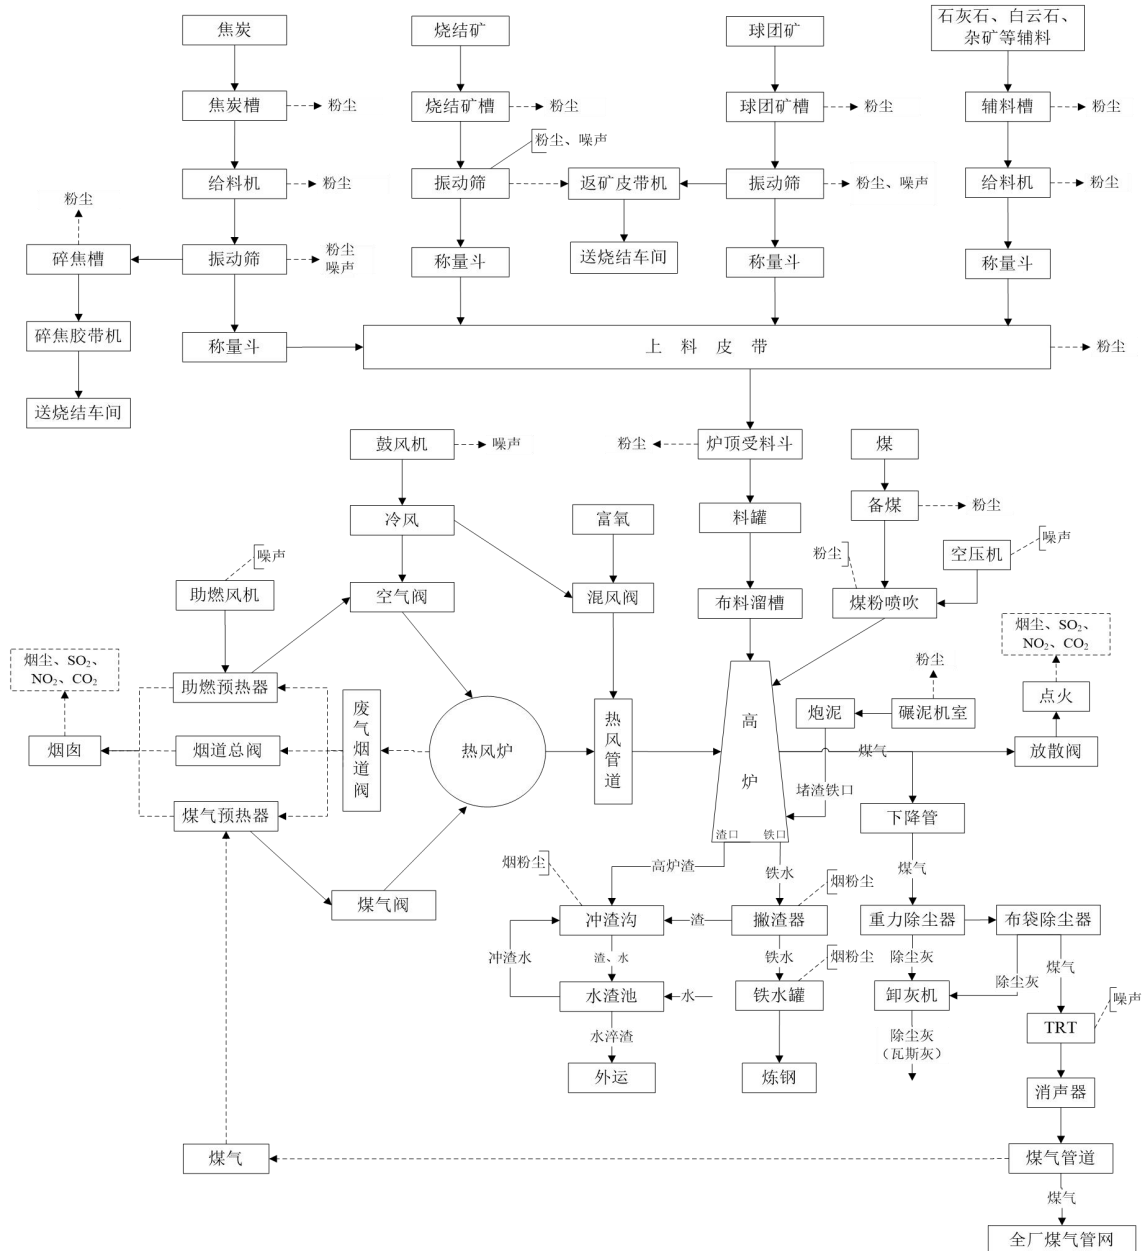 焦炭
烧结矿
球团矿
石灰石、白云石、
杂矿等辅料
焦炭槽
粉尘
烧结矿槽
粉尘
球团矿槽
粉尘
辅料槽
粉尘
粉尘、噪声
给料机
粉尘
振动筛
返矿皮带机
振动筛
粉尘、噪声
给料机
粉尘
粉尘
碎焦槽
振动筛
粉尘
噪声
称量斗
送烧结车间
称量斗
称量斗
碎焦胶带机
称量斗
上料皮带
粉尘
送烧结车间
鼓风机
噪声
粉尘
炉顶受料斗
煤
冷风
富氧
料罐
备煤
粉尘
噪声
空压机
粉尘
噪声
助燃风机
空气阀
混风阀
布料溜槽
煤粉喷吹
烟尘、SO₂、
NO₂、CO₂
烟尘、SO₂、
NO₂、CO₂
粉尘
助燃预热器
点火
废气烟道阀
热风管道
高炉
炮泥
碾泥机室
烟囱
烟道总阀
热风炉
煤气
放散阀
堵渣铁口
煤气预热器
下降管
渣口
铁口
烟粉尘
高炉渣
铁水
煤气
烟粉尘
煤气阀
冲渣沟
渣
撇渣器
重力除尘器
布袋除尘器
冲渣水
渣、水
铁水
烟粉尘
除尘灰
煤气
除尘灰
水渣池
水
铁水罐
卸灰机
噪声
TRT
水淬渣
除尘灰
（瓦斯灰）
外运
炼钢
消声器
煤气
煤气管道
煤气
全厂煤气管网